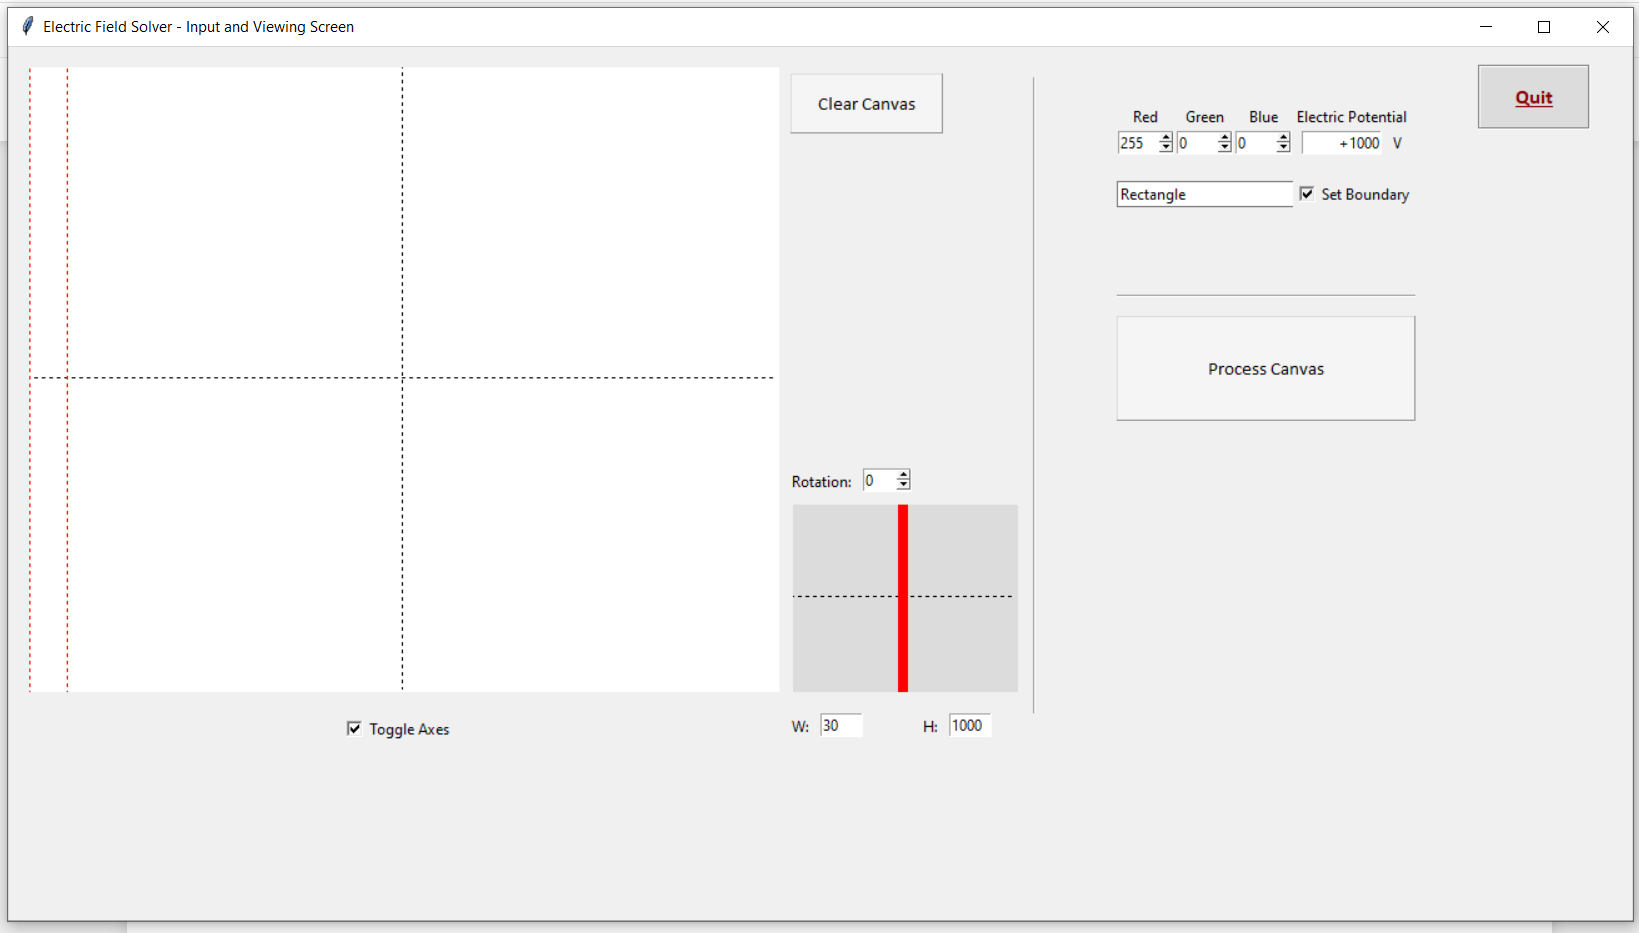 Electric Field Solver - Input and Viewing Screen
Clear Canvas
Quit
Red Green Blue Electric Potential
255 0 0 +1000 V
Rectangle Set Boundary
Process Canvas
Rotation: 0
W: 30 H: 1000
Toggle Axes